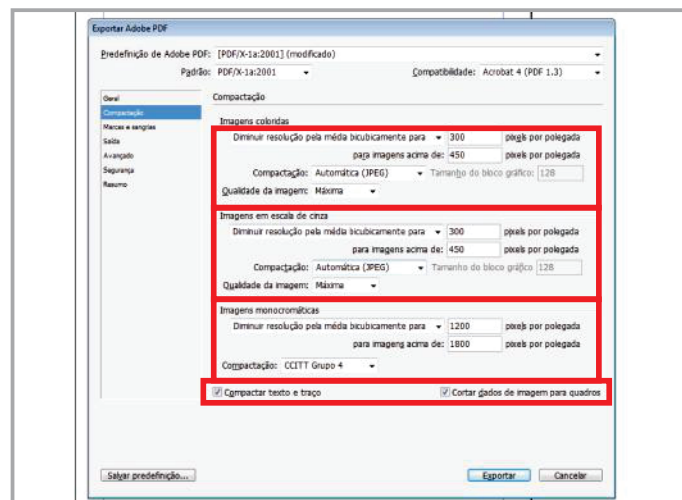 Exportar Adobe PDF
Predefinição de Adobe PDF: [PDF/X-1a:2001] (modificado)
Padrão: PDF/X-1a:2001 Compatibilidade: Acrobat 4 (PDF 1.3)
Geral
Compactação
Marcas e sangrias
Saída
Avançado
Segurança
Resumo
Compactação
Imagens coloridas
Diminuir resolução pela média bicubicamente para 300 pixels por polegada
para imagens acima de: 450 pixels por polegada
Compactação: Automática (JPEG) Tamanho do bloco gráfico: 128
Qualidade da imagem: Máxima
Imagens em escala de cinza
Diminuir resolução pela média bicubicamente para 300 pixels por polegada
para imagens acima de: 450 pixels por polegada
Compactação: Automática (JPEG) Tamanho do bloco gráfico 128
Qualidade da imagem: Máxima
Imagens monocromáticas
Diminuir resolução pela média bicubicamente para 1200 pixels por polegada
para imagens acima de: 1800 pixels por polegada
Compactação: CCITT Grupo 4
Compactar texto e traço Cortar dados de imagem para quadros
Salvar predefinição... Exportar Cancelar